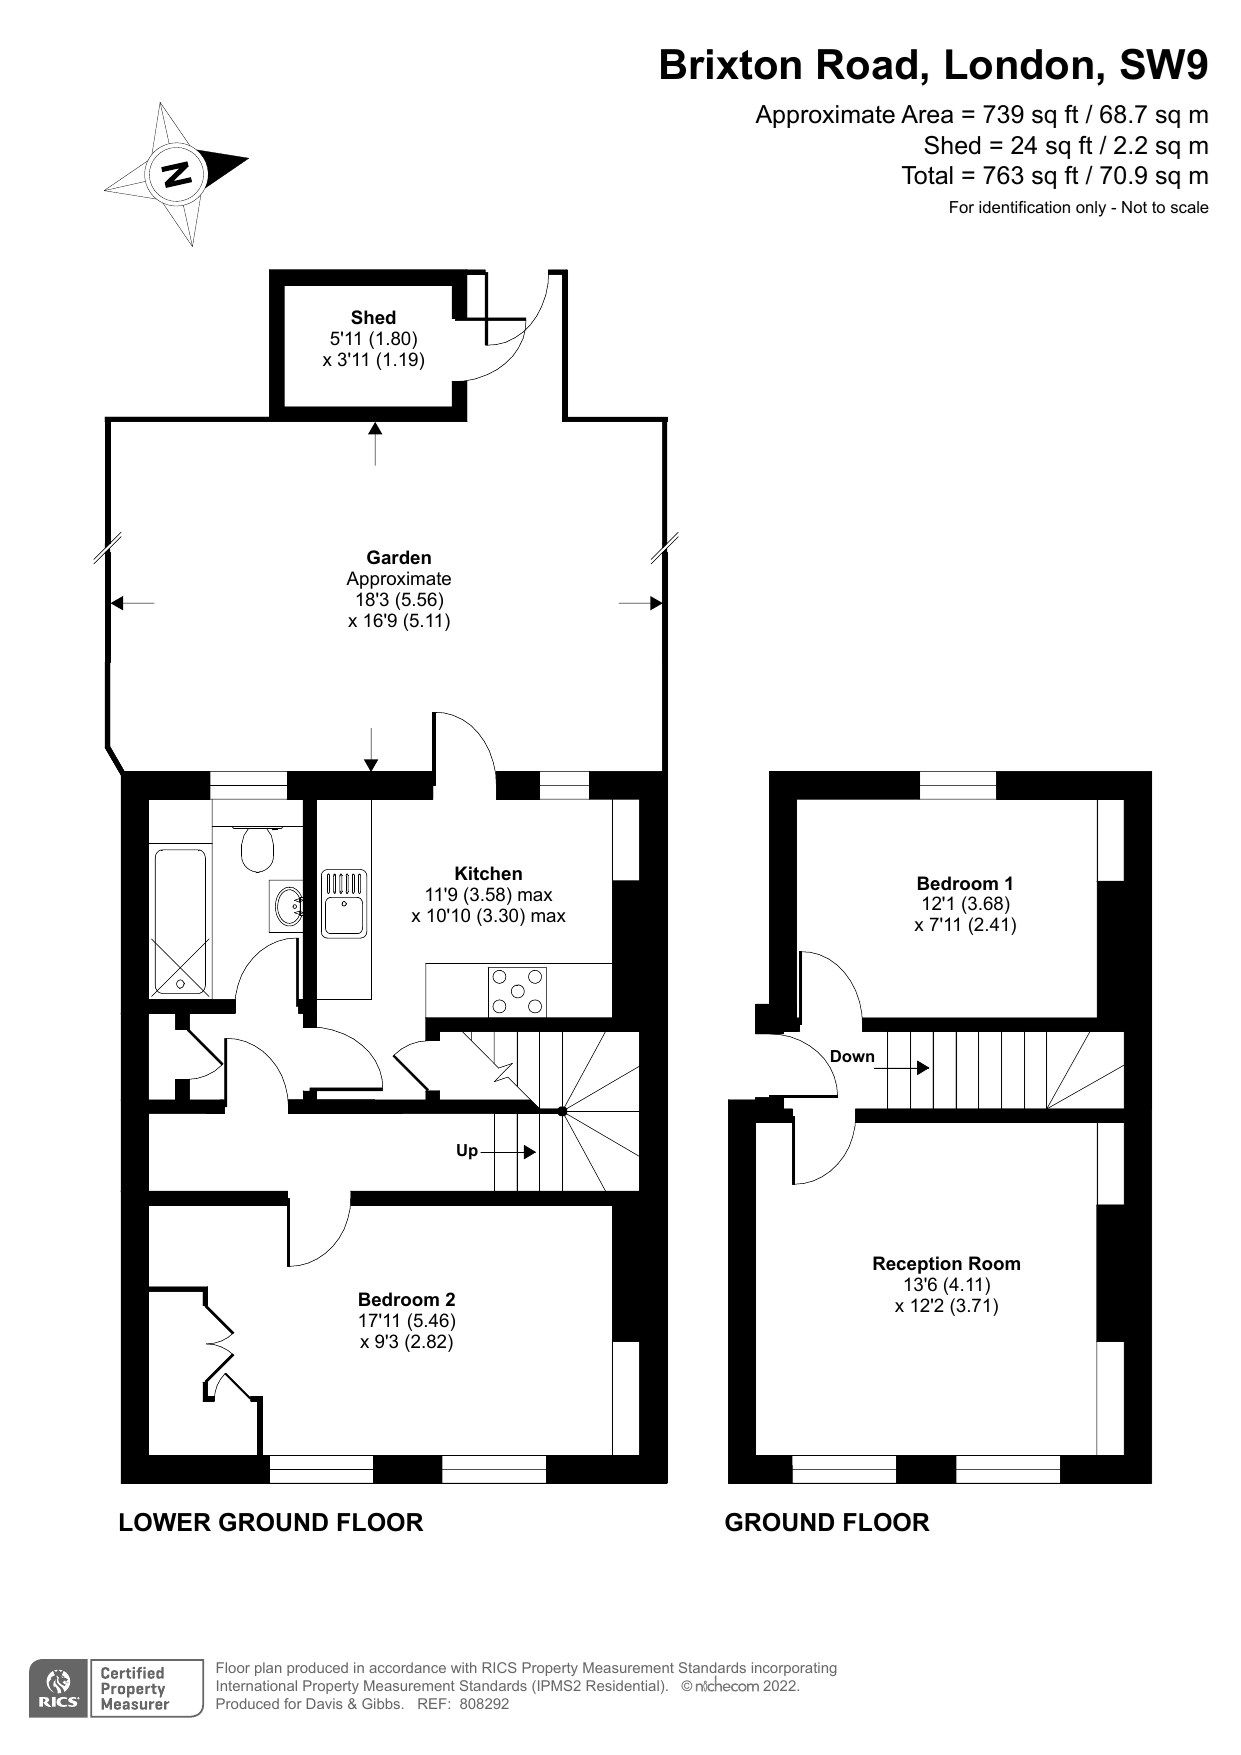 Brixton Road, London, SW9
Approximate Area = 739 sq ft / 68.7 sq m
Shed = 24 sq ft / 2.2 sq m
Total = 763 sq ft / 70.9 sq m
For identification only - Not to scale
N
Shed
5'11 (1.80)
x 3'11 (1.19)
Garden
Approximate
18'3 (5.56)
x 16'9 (5.11)
Kitchen
11'9 (3.58) max
x 10'10 (3.30) max
Up
Bedroom 2
17'11 (5.46)
x 9'3 (2.82)
LOWER GROUND FLOOR
Bedroom 1
12'1 (3.68)
x 7'11 (2.41)
Down
Reception Room
13'6 (4.11)
x 12'2 (3.71)
GROUND FLOOR
RICS
Certified
Property
Measurer
Floor plan produced in accordance with RICS Property Measurement Standards incorporating
International Property Measurement Standards (IPMS2 Residential). © nichecom 2022.
Produced for Davis & Gibbs. REF: 808292